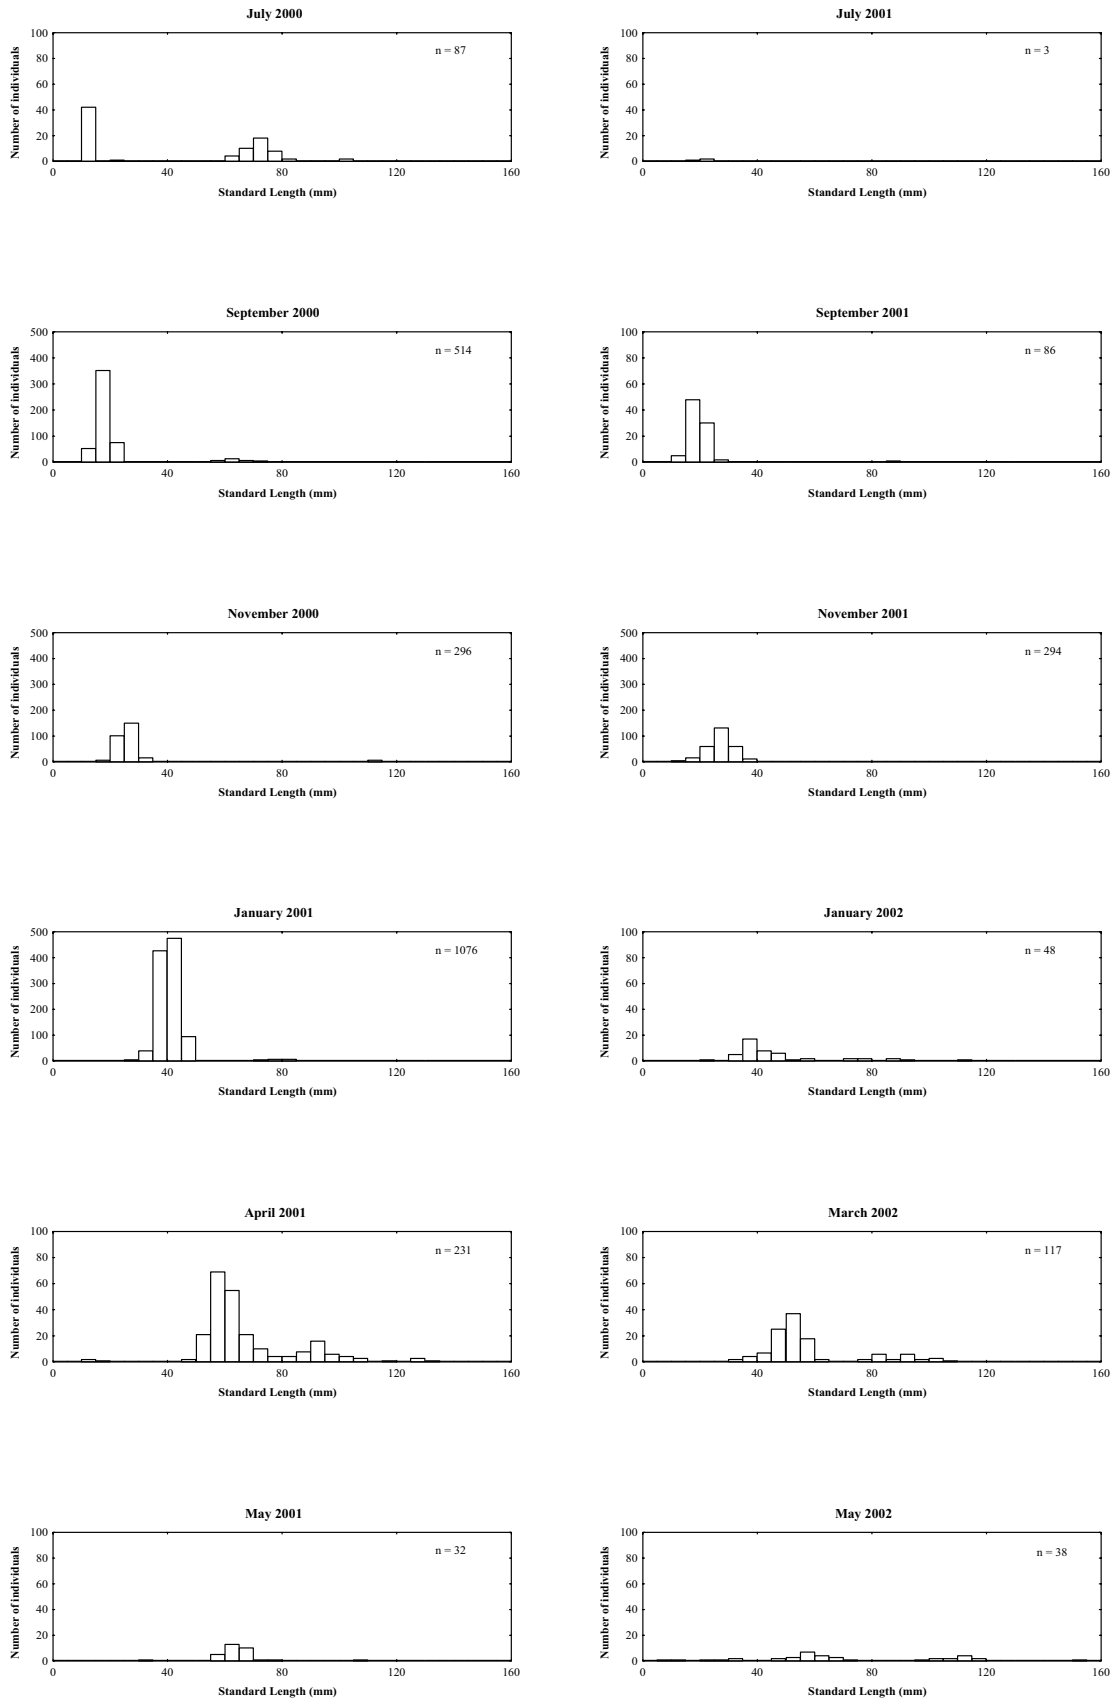 July 2000
July 2001
100
80
60
40
20
0
Number of individuals
n = 87
0 40 80 120 160
Standard Length (mm)
100
80
60
40
20
0
Number of individuals
n = 3
0 40 80 120 160
Standard Length (mm)
September 2000
September 2001
500
400
300
200
100
0
Number of individuals
n = 514
0 40 80 120 160
Standard Length (mm)
100
80
60
40
20
0
Number of individuals
n = 86
0 40 80 120 160
Standard Length (mm)
November 2000
November 2001
500
400
300
200
100
0
Number of individuals
n = 296
0 40 80 120 160
Standard Length (mm)
500
400
300
200
100
0
Number of individuals
n = 294
0 40 80 120 160
Standard Length (mm)
January 2001
January 2002
500
400
300
200
100
0
Number of individuals
n = 1076
0 40 80 120 160
Standard Length (mm)
100
80
60
40
20
0
Number of individuals
n = 48
0 40 80 120 160
Standard Length (mm)
April 2001
March 2002
100
80
60
40
20
0
Number of individuals
n = 231
0 40 80 120 160
Standard Length (mm)
100
80
60
40
20
0
Number of individuals
n = 117
0 40 80 120 160
Standard Length (mm)
May 2001
May 2002
100
80
60
40
20
0
Number of individuals
n = 32
0 40 80 120 160
Standard Length (mm)
100
80
60
40
20
0
Number of individuals
n = 38
0 40 80 120 160
Standard Length (mm)